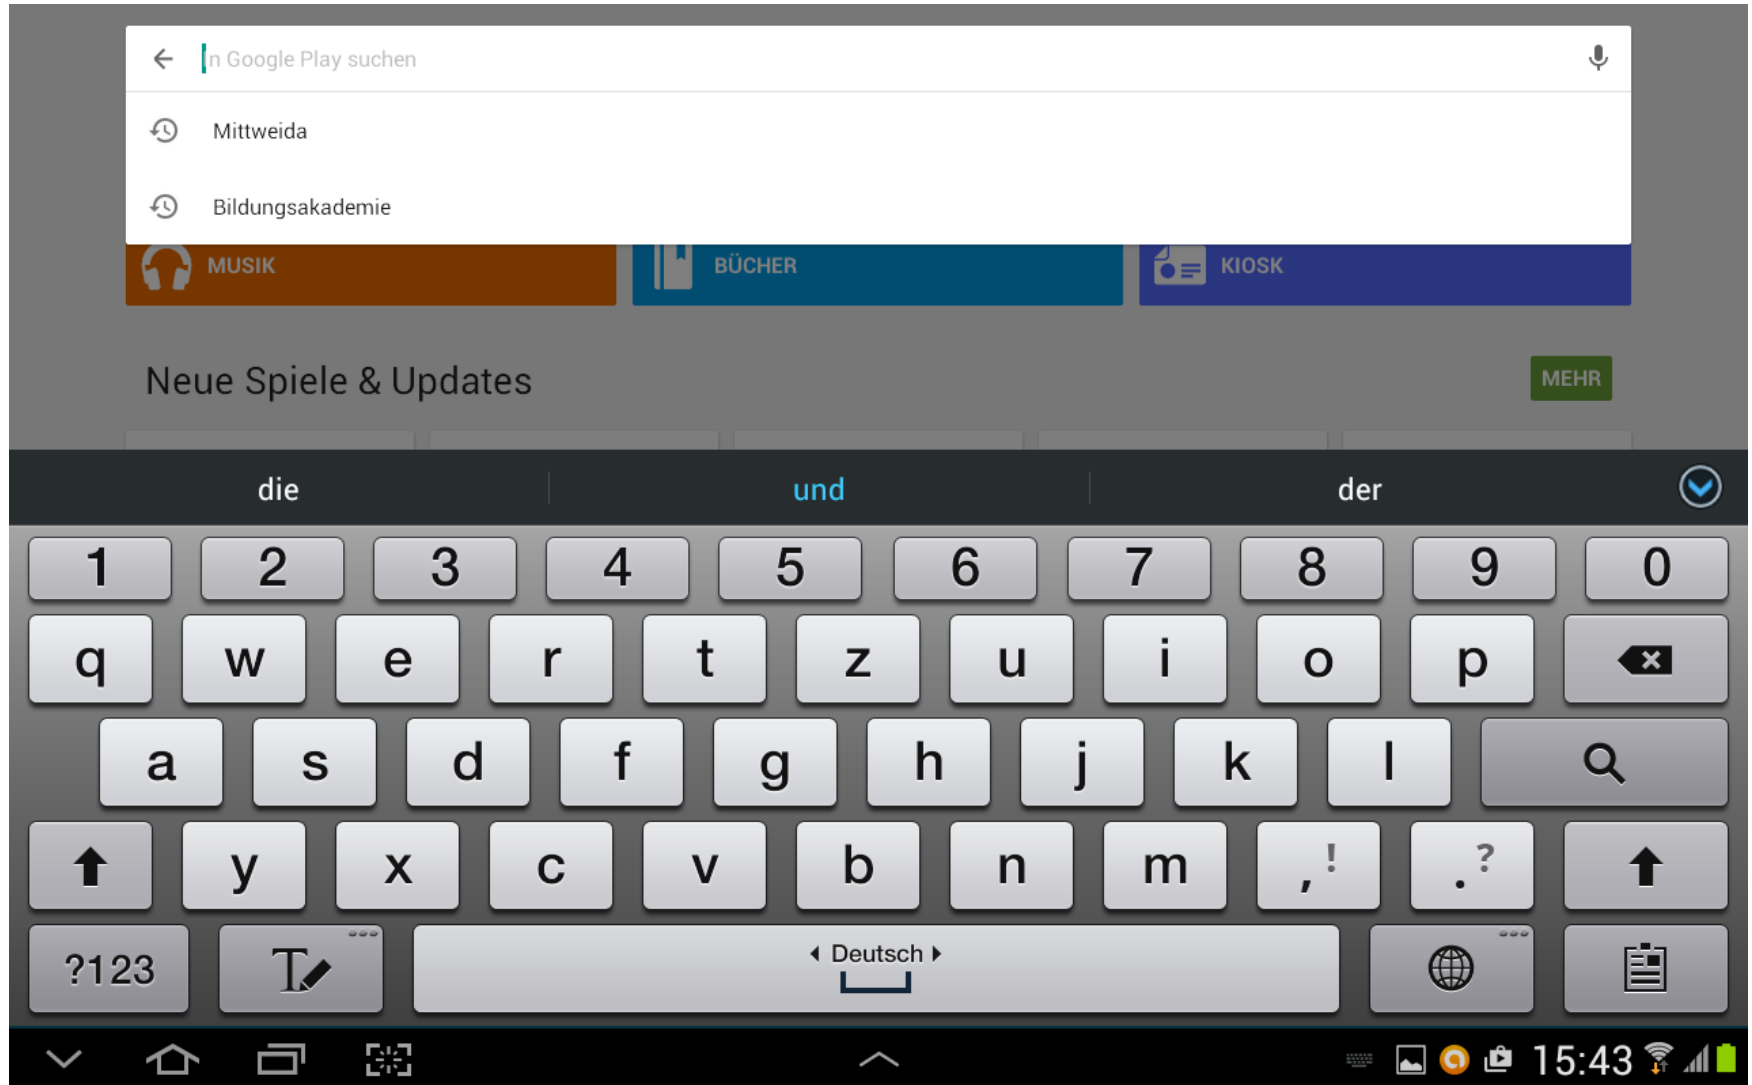 In Google Play suchen
Mittweida
Bildungsakademie
MUSIK
BÜCHER
KIOSK
Neue Spiele & Updates
MEHR
die und der
1 2 3 4 5 6 7 8 9 0
q w e r t z u i o p
a s d f g h j k l
y x c v b n m , ! . ?
?123 T Deutsch
15:43